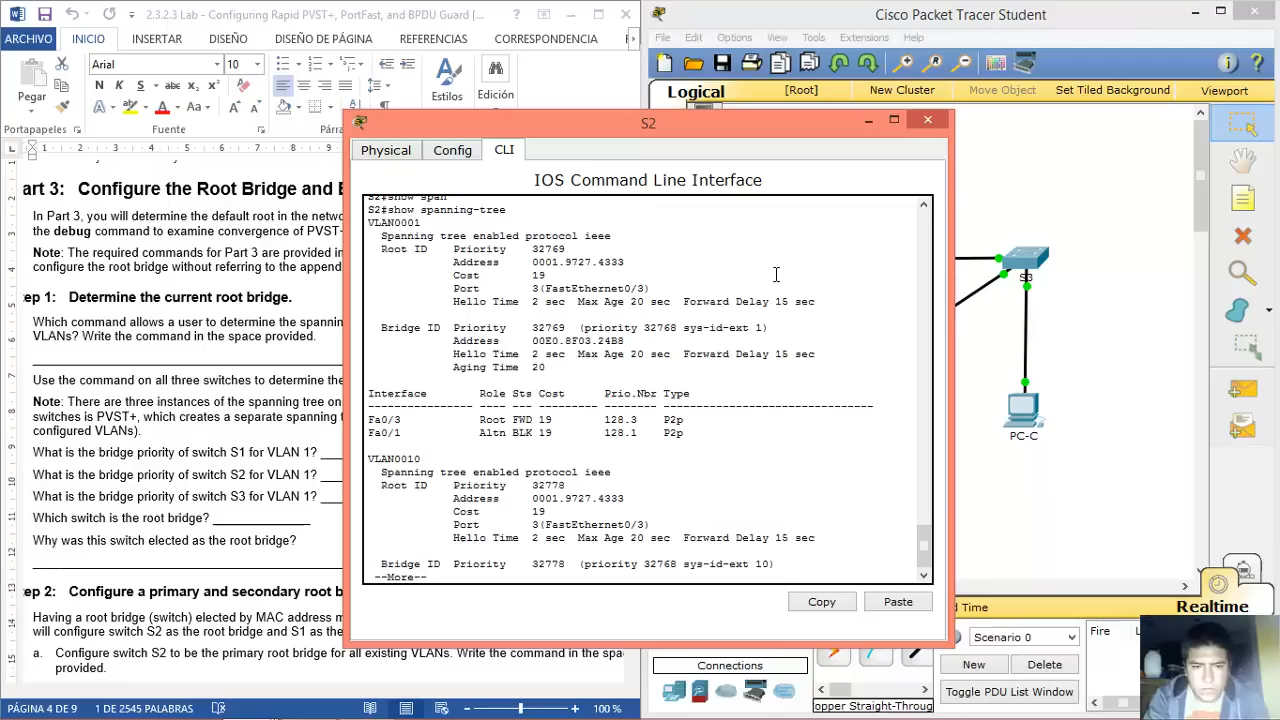 2.3.2.3 Lab - Configuring Rapid PVST+, PortFast, and BPDU Guard [...
ARCHIVO INICIO INSERTAR DISEÑO DISEÑO DE PÁGINA REFERENCIAS CORRESPONDENCIA
Pegar
Arial 10
N K S abc x₂ x²
Estilos
Edición
Portapapeles
Fuente
Párra
1 2 3 4 5 6 7 8
art 3: Configure the Root Bridge and E
In Part 3, you will determine the default root in the netwo
the debug command to examine convergence of PVST+
Note: The required commands for Part 3 are provided in
configure the root bridge without referring to the appen
ep 1: Determine the current root bridge.
Which command allows a user to determine the spannin
VLANs? Write the command in the space provided.
Use the command on all three switches to determine the
Note: There are three instances of the spanning tree on
switches is PVST+, which creates a separate spanning t
configured VLANs).
What is the bridge priority of switch S1 for VLAN 1? ___
What is the bridge priority of switch S2 for VLAN 1? ___
What is the bridge priority of switch S3 for VLAN 1? ___
Which switch is the root bridge? ____________
Why was this switch elected as the root bridge?
ep 2: Configure a primary and secondary root b
Having a root bridge (switch) elected by MAC address m
will configure switch S2 as the root bridge and S1 as the
a. Configure switch S2 to be the primary root bridge for all existing VLANs. Write the command in the spac
provided.
PÁGINA 4 DE 9 1 DE 2545 PALABRAS
100 %
Cisco Packet Tracer Student
File Edit Options View Tools Extensions Help
Logical [Root] New Cluster Move Object Set Tiled Background Viewport
S3
PC-C
S2
Physical Config CLI
IOS Command Line Interface
S2#show span
S2#show spanning-tree
VLAN0001
Spanning tree enabled protocol ieee
Root ID Priority 32769
Address 0001.9727.4333
Cost 19
Port 3(FastEthernet0/3)
Hello Time 2 sec Max Age 20 sec Forward Delay 15 sec
Bridge ID Priority 32769 (priority 32768 sys-id-ext 1)
Address 00E0.8F03.24B8
Hello Time 2 sec Max Age 20 sec Forward Delay 15 sec
Aging Time 20
Interface Role Sts Cost Prio.Nbr Type
---------------- ---- --- --------- -------- --------------------------------
Fa0/3 Root FWD 19 128.3 P2p
Fa0/1 Altn BLK 19 128.1 P2p
VLAN0010
Spanning tree enabled protocol ieee
Root ID Priority 32778
Address 0001.9727.4333
Cost 19
Port 3(FastEthernet0/3)
Hello Time 2 sec Max Age 20 sec Forward Delay 15 sec
Bridge ID Priority 32778 (priority 32768 sys-id-ext 10)
--More--
Copy Paste
d Time
Realtime
Connections
opper Straight-Throug
Scenario 0
New Delete
Toggle PDU List Window
Fire